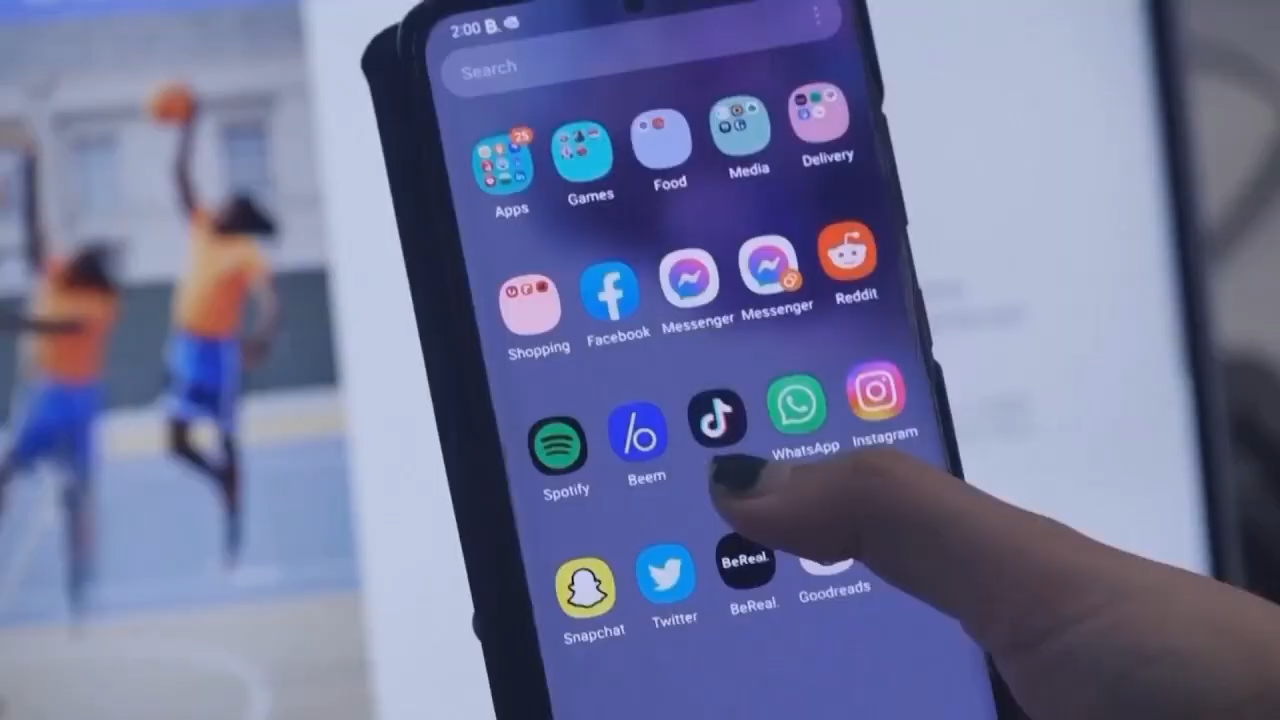 2:00 B.
Search
25
Apps
Games
Food
Media
Delivery
Shopping
Facebook
Messenger
Messenger
Reddit
Spotify
Beem
WhatsApp
Instagram
BeReal.
Snapchat
Twitter
BeReal.
Goodreads